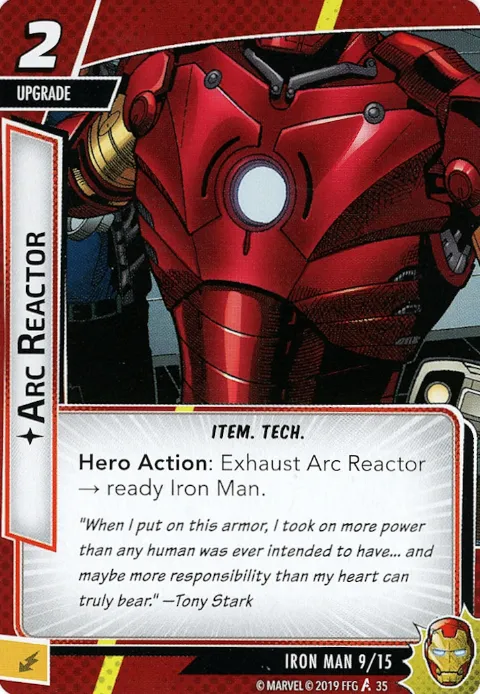 2
UPGRADE
ARC REACTOR
ITEM. TECH.
Hero Action: Exhaust Arc Reactor
→ ready Iron Man.
"When I put on this armor, I took on more power
than any human was ever intended to have... and
maybe more responsibility than my heart can
truly bear." —Tony Stark
IRON MAN 9/15
© MARVEL © 2019 FFG 35